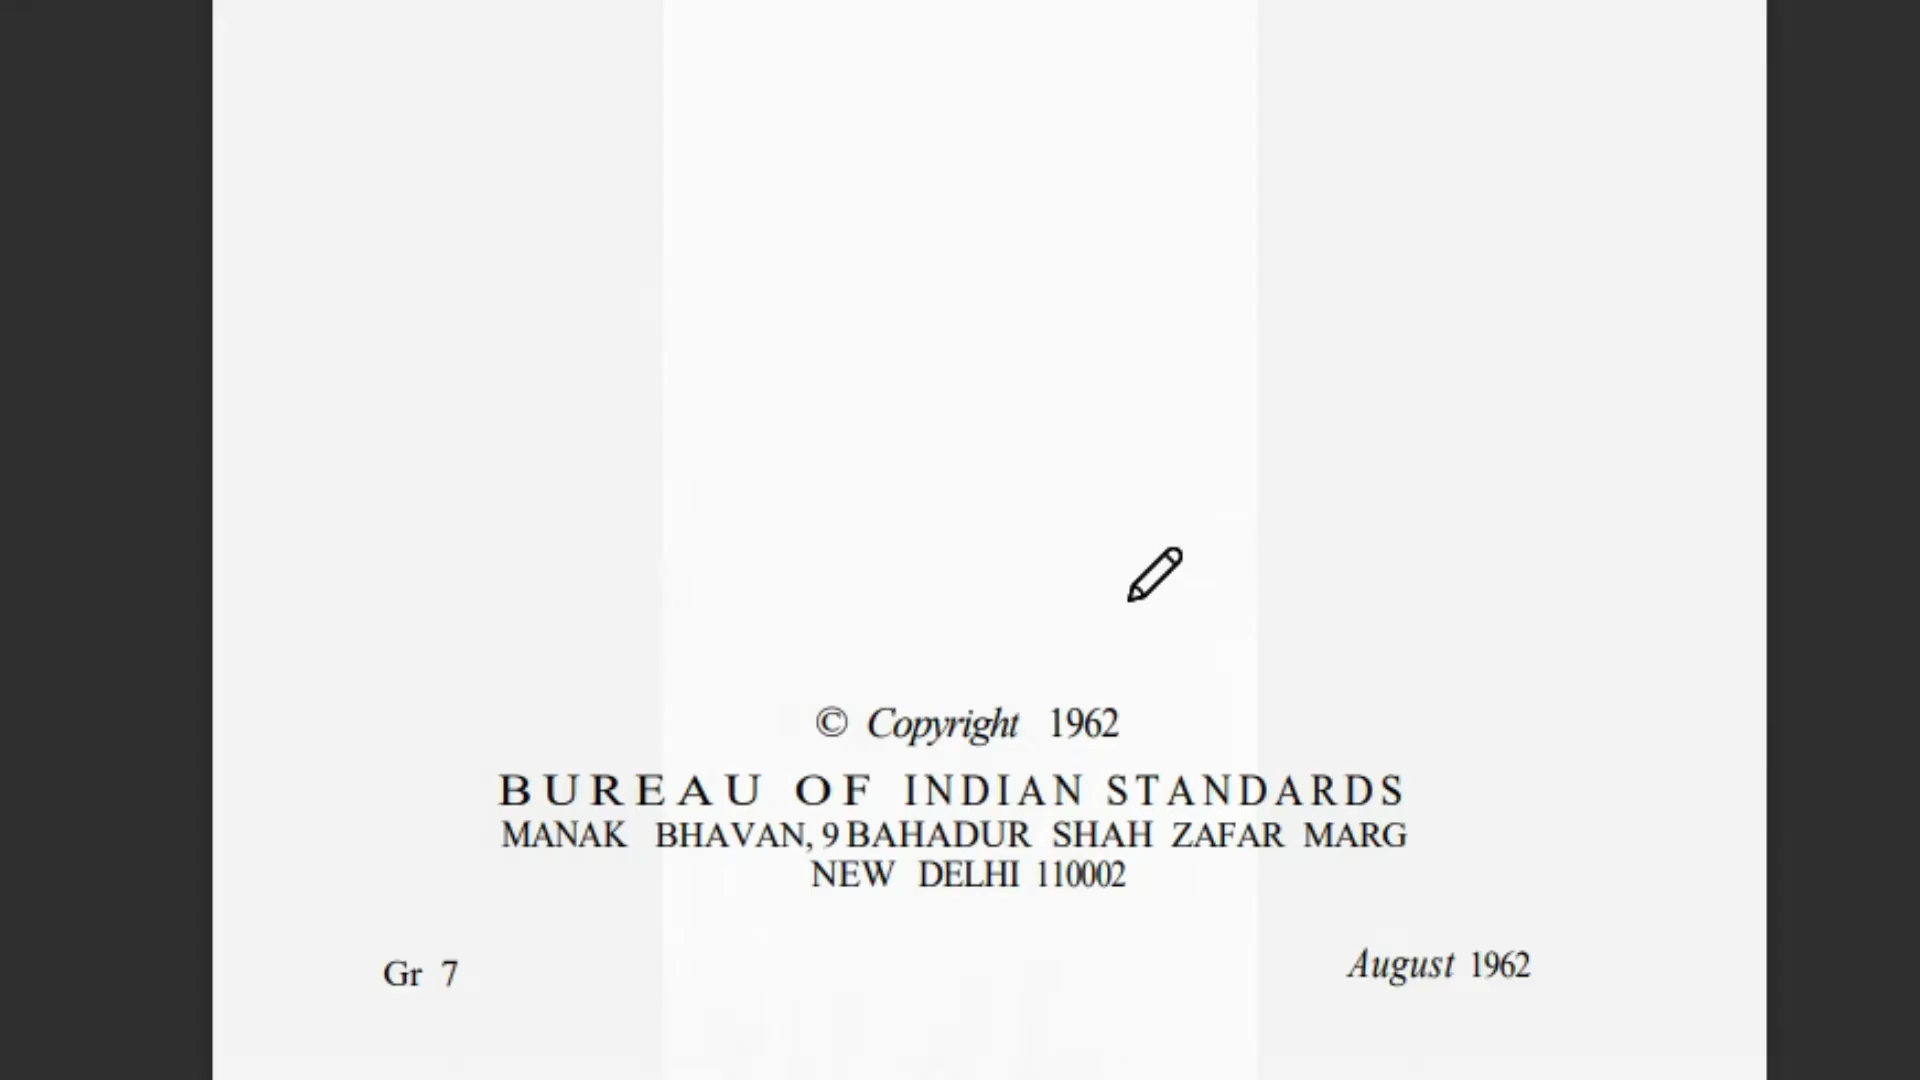 © Copyright 1962
BUREAU OF INDIAN STANDARDS
MANAK BHAVAN, 9 BAHADUR SHAH ZAFAR MARG
NEW DELHI 110002
Gr 7
August 1962